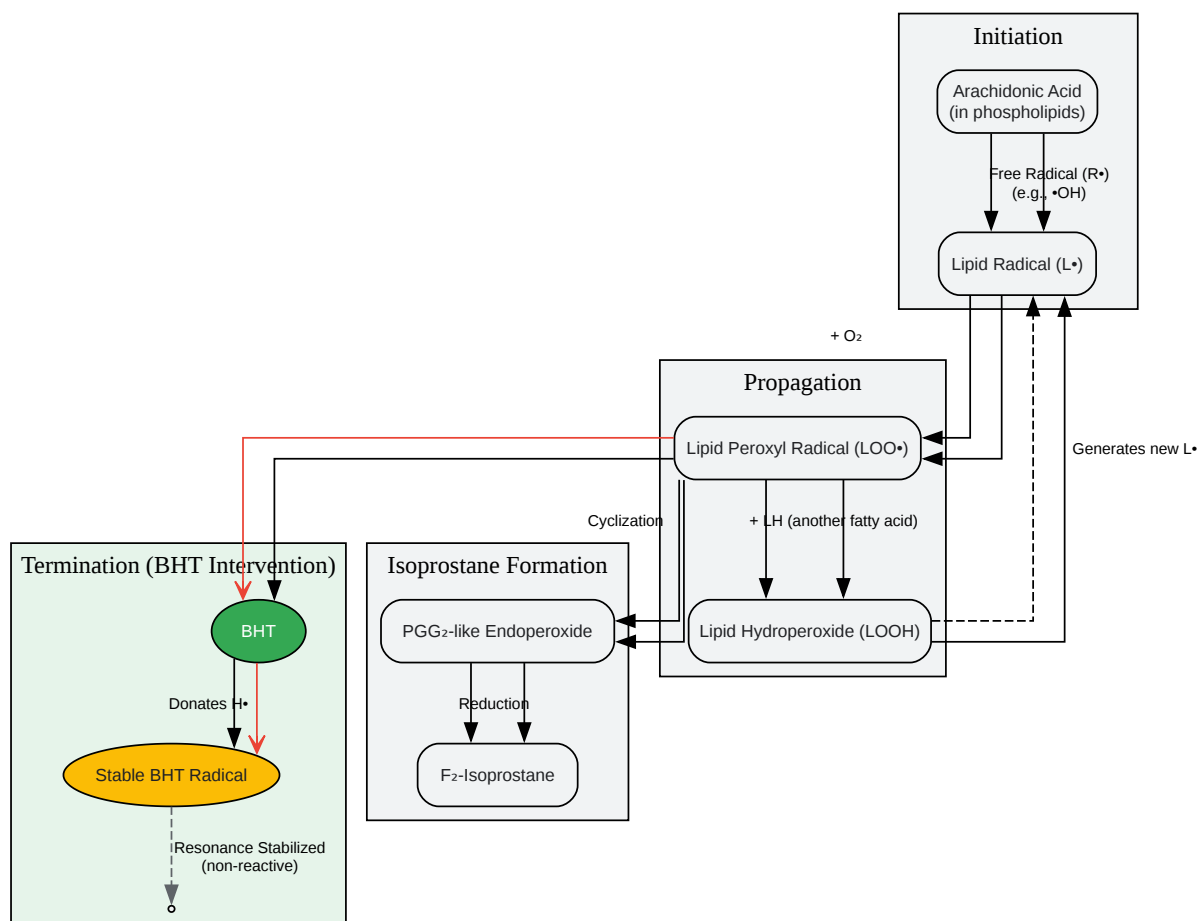 Initiation
Arachidonic Acid
(in phospholipids)
Free Radical (R•)
(e.g., •OH)
Lipid Radical (L•)
+ O₂
Propagation
Lipid Peroxyl Radical (LOO•)
Generates new L•
Cyclization
+ LH (another fatty acid)
Termination (BHT Intervention)
Isoprostane Formation
BHT
PGG₂-like Endoperoxide
Lipid Hydroperoxide (LOOH)
Donates H•
Reduction
Stable BHT Radical
F₂-Isoprostane
Resonance Stabilized
(non-reactive)